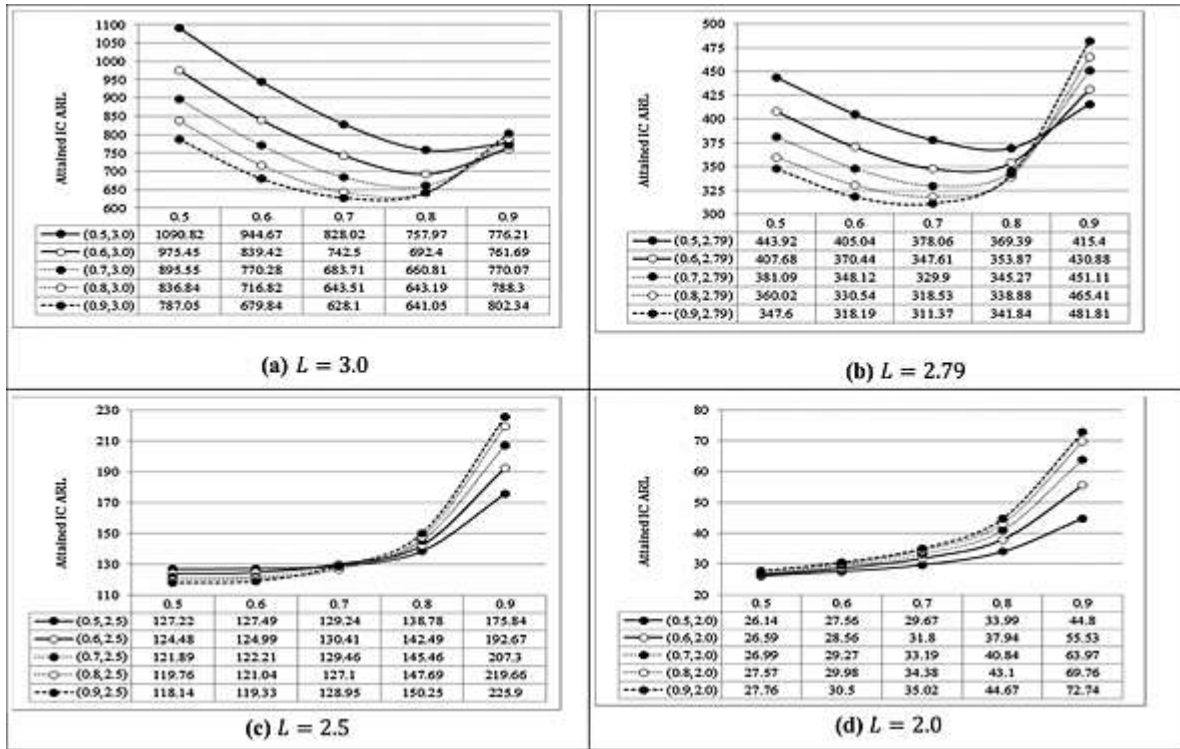 Attained IC ARL
1100
1050
1000
950
900
850
800
750
700
650
600
0.5 0.6 0.7 0.8 0.9
(0.5,3.0) 1090.82 944.67 828.02 757.97 776.21
(0.6,3.0) 975.45 839.42 742.5 692.4 761.69
(0.7,3.0) 895.55 770.28 683.71 660.81 770.07
(0.8,3.0) 836.84 716.82 643.51 643.19 788.3
(0.9,3.0) 787.05 679.84 628.1 641.05 802.34
(a) L = 3.0
Attained IC ARL
500
475
450
425
400
375
350
325
300
0.5 0.6 0.7 0.8 0.9
(0.5,2.79) 443.92 405.04 378.06 369.39 415.4
(0.6,2.79) 407.68 370.44 347.61 353.87 430.88
(0.7,2.79) 381.09 348.12 329.9 345.27 451.11
(0.8,2.79) 360.02 330.54 318.53 338.88 465.41
(0.9,2.79) 347.6 318.19 311.37 341.84 481.81
(b) L = 2.79
Attained IC ARL
230
210
190
170
150
130
110
0.5 0.6 0.7 0.8 0.9
(0.5,2.5) 127.22 127.49 129.24 138.78 175.84
(0.6,2.5) 124.48 124.99 130.41 142.49 192.67
(0.7,2.5) 121.89 122.21 129.46 145.46 207.3
(0.8,2.5) 119.76 121.04 127.1 147.69 219.66
(0.9,2.5) 118.14 119.33 128.95 150.25 225.9
(c) L = 2.5
Attained IC ARL
80
70
60
50
40
30
20
0.5 0.6 0.7 0.8 0.9
(0.5,2.0) 26.14 27.56 29.67 33.99 44.8
(0.6,2.0) 26.59 28.56 31.8 37.94 55.53
(0.7,2.0) 26.99 29.27 33.19 40.84 63.97
(0.8,2.0) 27.57 29.98 34.38 43.1 69.76
(0.9,2.0) 27.76 30.5 35.02 44.67 72.74
(d) L = 2.0